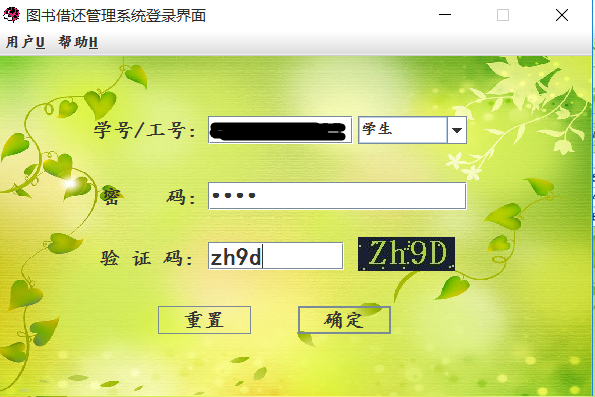 图书借还管理系统登录界面
用户U 帮助H
学号/工号: 学生
密 码: ••••
验 证 码: zh9d Zh9D
重置 确定